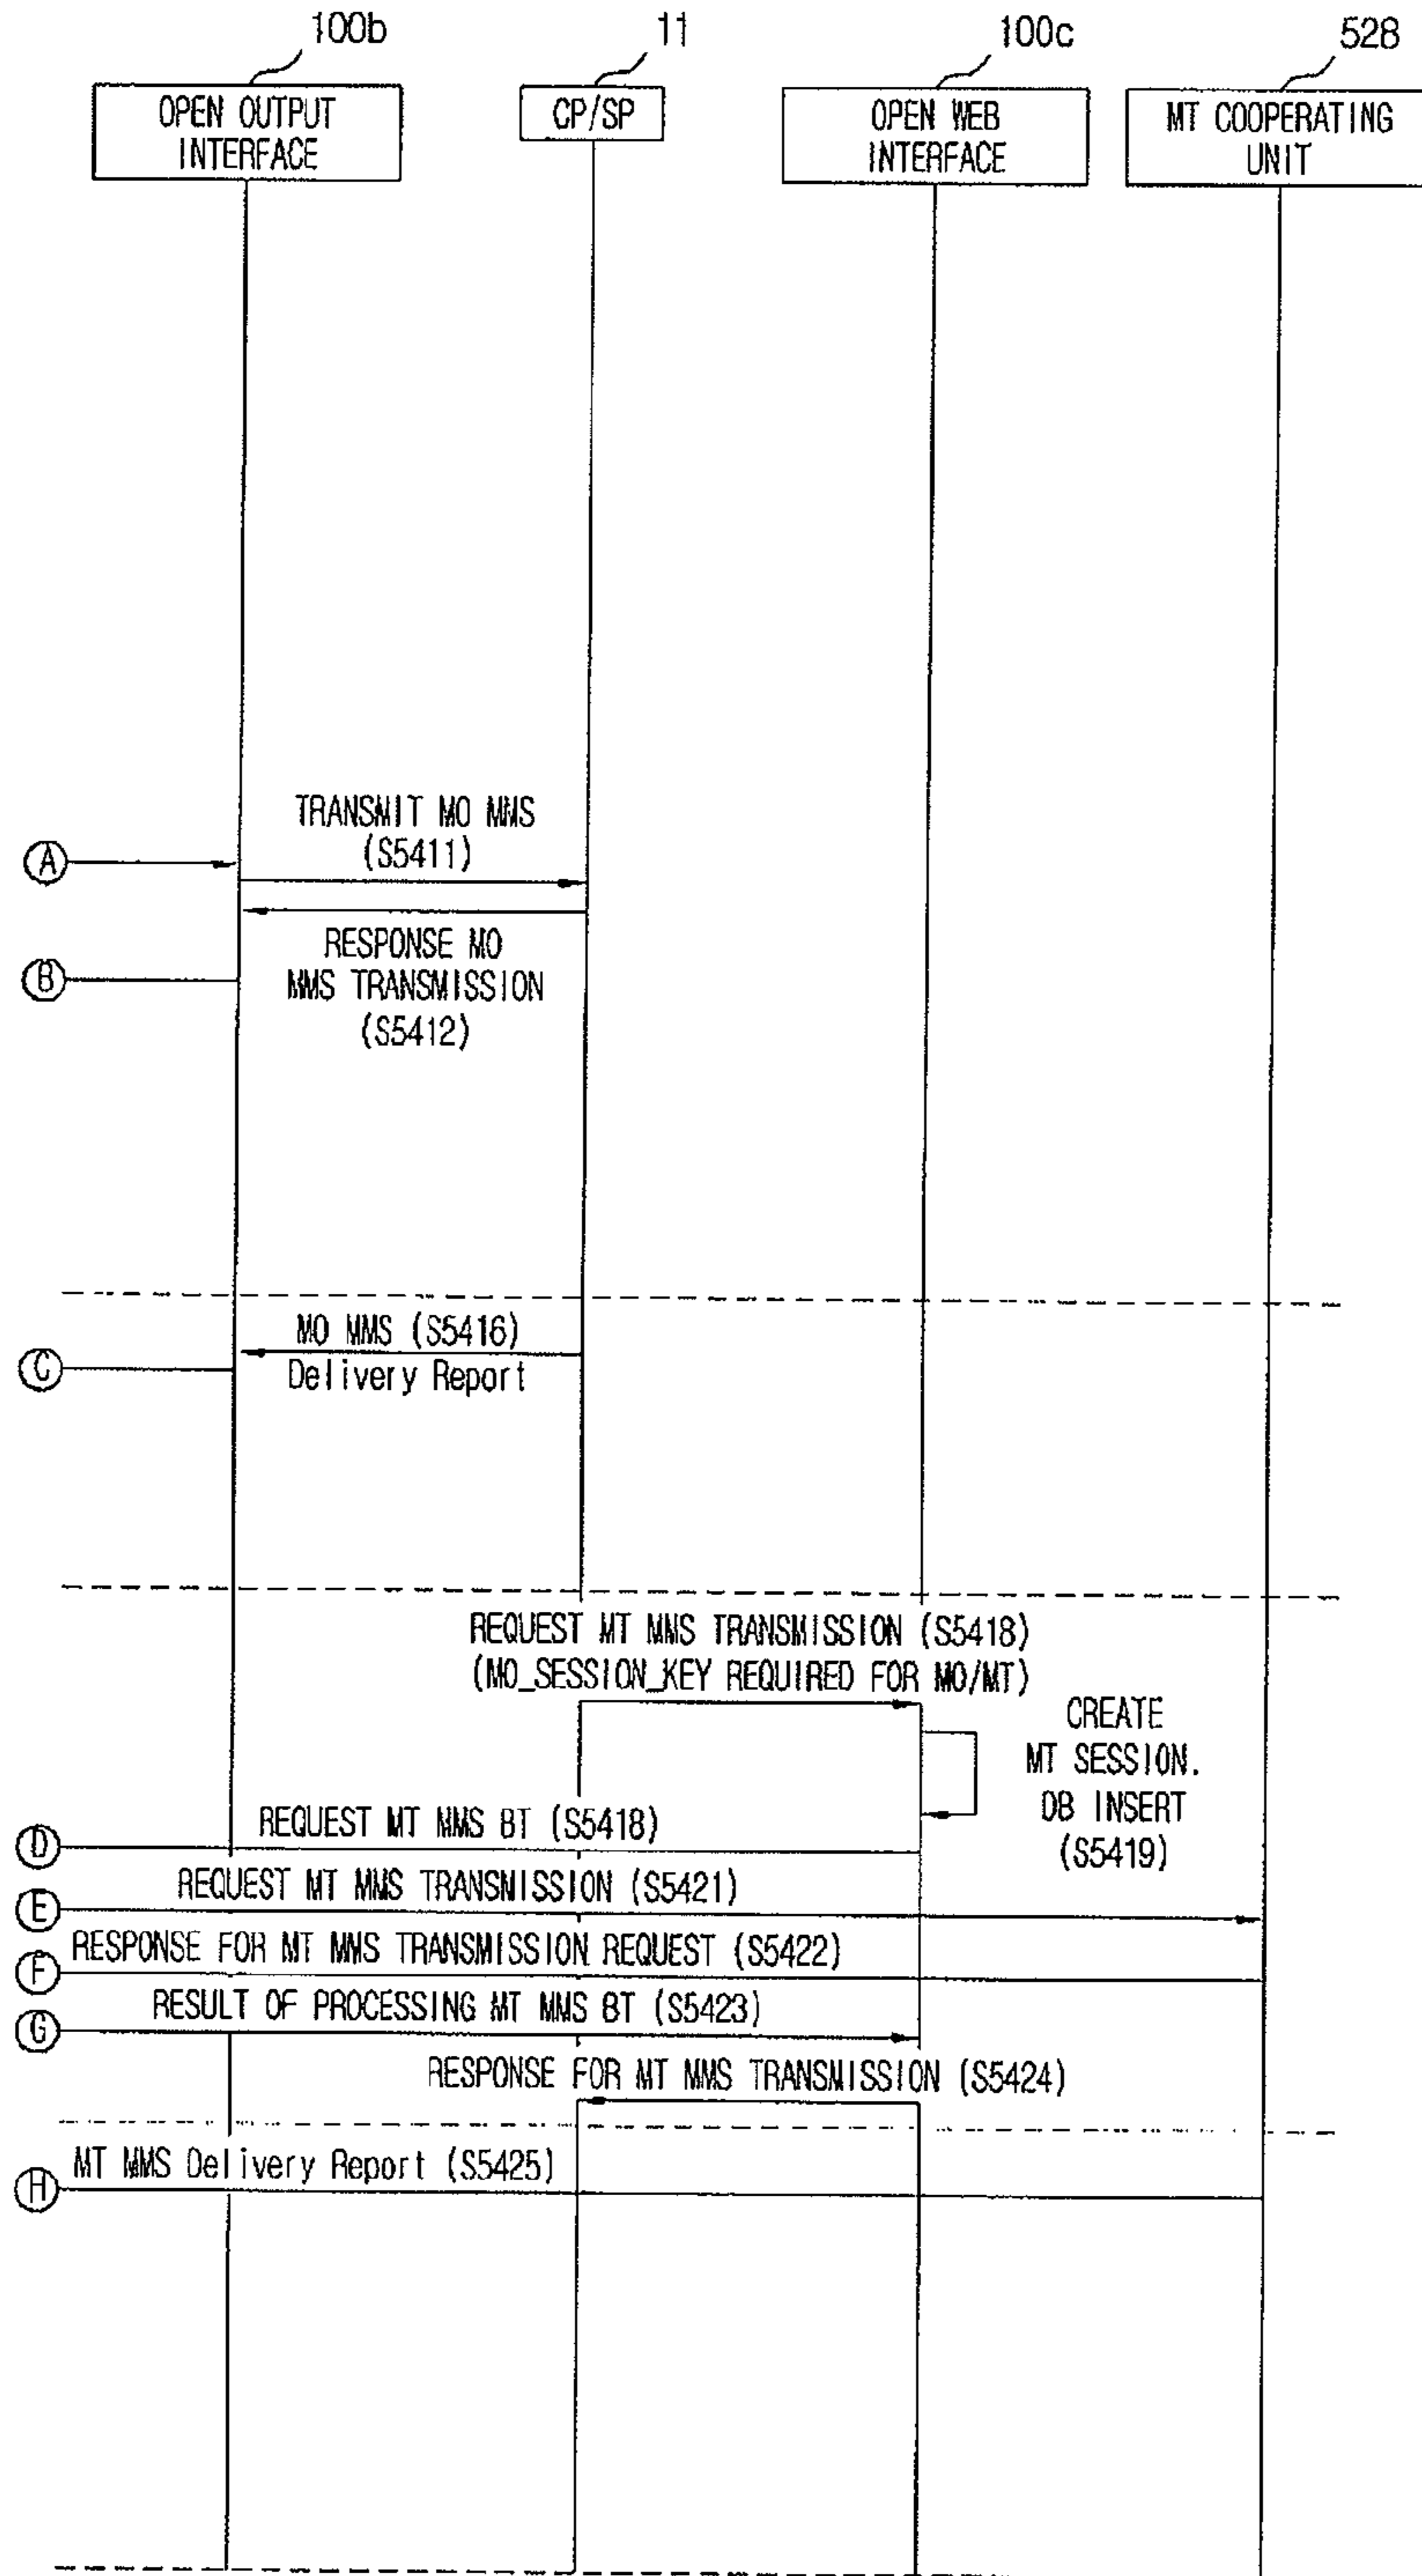 100b
11
100c
528
OPEN OUTPUT
INTERFACE
CP/SP
OPEN WEB
INTERFACE
MT COOPERATING
UNIT
TRANSMIT MO MMS
(S5411)
A
RESPONSE MO
MMS TRANSMISSION
(S5412)
B
MO MMS (S5416)
Delivery Report
C
REQUEST MT MMS TRANSMISSION (S5418)
(MO_SESSION_KEY REQUIRED FOR MO/MT)
CREATE
MT SESSION.
DB INSERT
(S5419)
REQUEST MT MMS BT (S5418)
D
REQUEST MT MMS TRANSMISSION (S5421)
E
RESPONSE FOR MT MMS TRANSMISSION REQUEST (S5422)
F
RESULT OF PROCESSING MT MMS BT (S5423)
G
RESPONSE FOR MT MMS TRANSMISSION (S5424)
MT MMS Delivery Report (S5425)
H